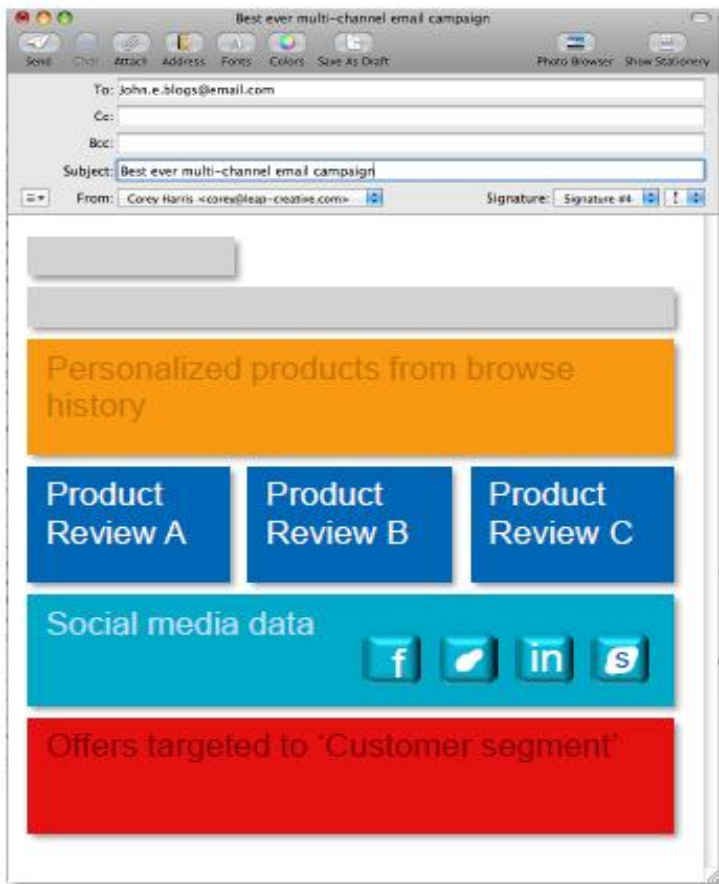 Best ever multi-channel email campaign
Send Chat Attach Address Fonts Colors Save As Draft Photo Browser Show Stationery
To: John.e.blogs@email.com
Cc:
Bcc:
Subject: Best ever multi-channel email campaign
From: Corey Harris <corey@leap-creative.com> Signature: Signature #4 !
Personalized products from browse
history
Product Product Product
Review A Review B Review C
Social media data
f in S
Offers targeted to ‘Customer segment’